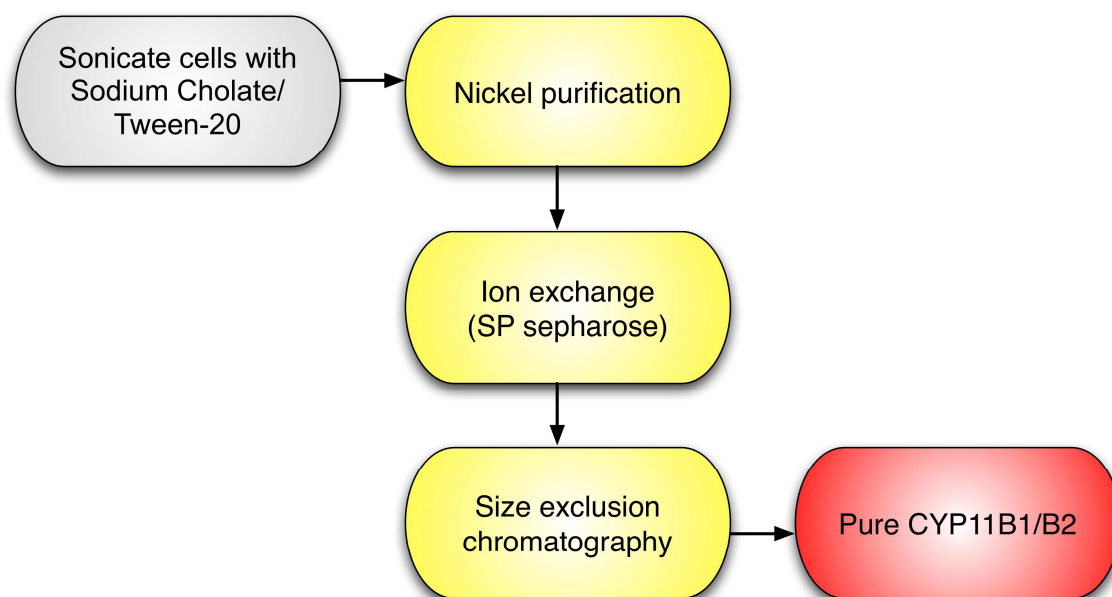 Sonicate cells with
Sodium Cholate/
Tween-20
Nickel purification
Ion exchange
(SP sepharose)
Size exclusion
chromatography
Pure CYP11B1/B2